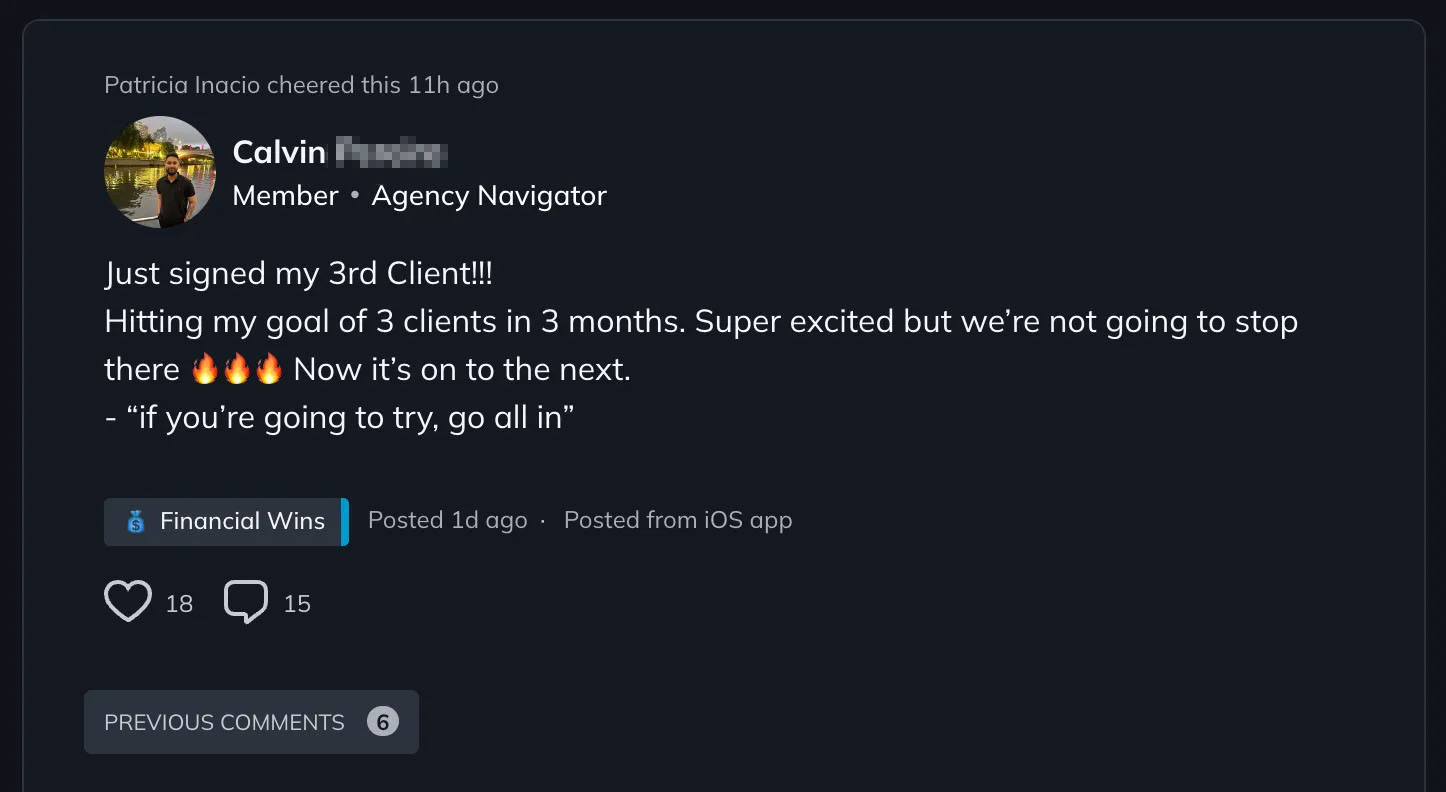 Patricia Inacio cheered this 11h ago
Calvin
Member • Agency Navigator
Just signed my 3rd Client!!!
Hitting my goal of 3 clients in 3 months. Super excited but we’re not going to stop
there 🔥🔥🔥 Now it’s on to the next.
- “if you’re going to try, go all in”
💰 Financial Wins Posted 1d ago · Posted from iOS app
18 15
PREVIOUS COMMENTS 6